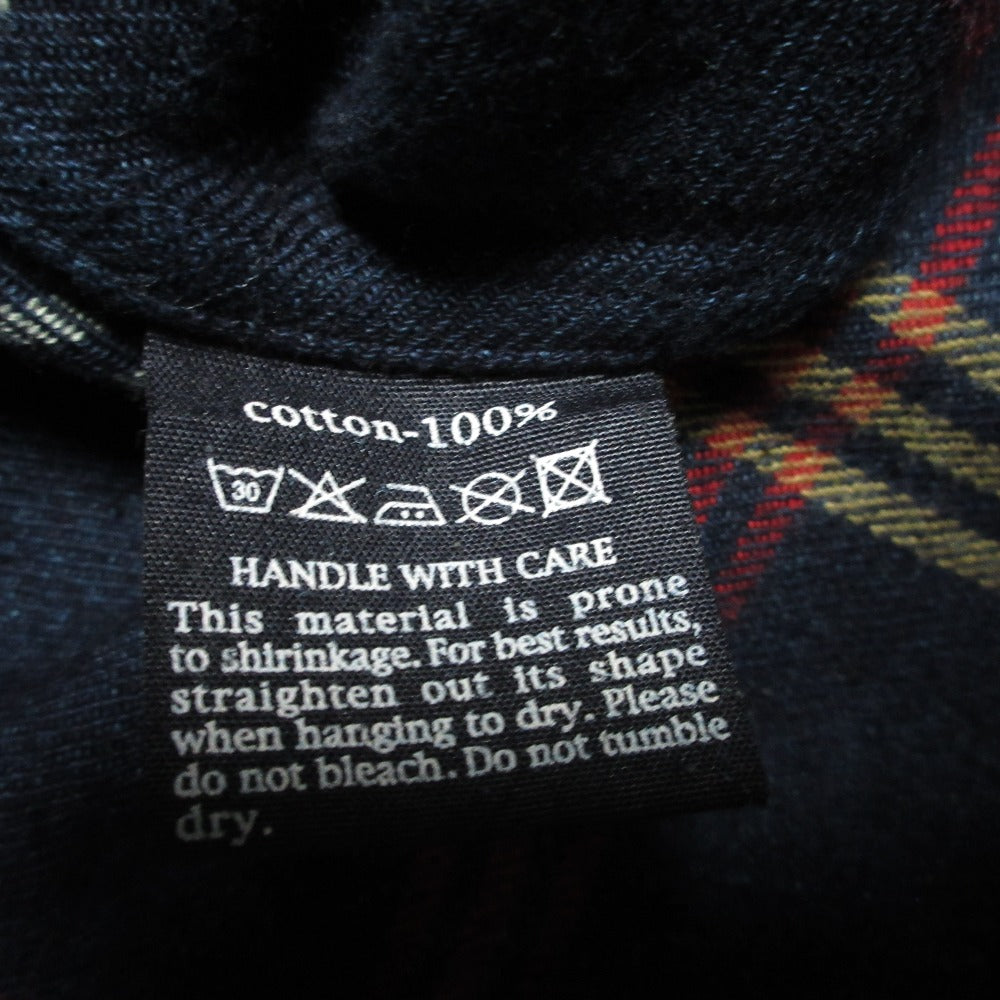 cotton-100%
30
HANDLE WITH CARE
This material is prone
to shirinkage. For best results,
straighten out its shape
when hanging to dry. Please
do not bleach. Do not tumble
dry.